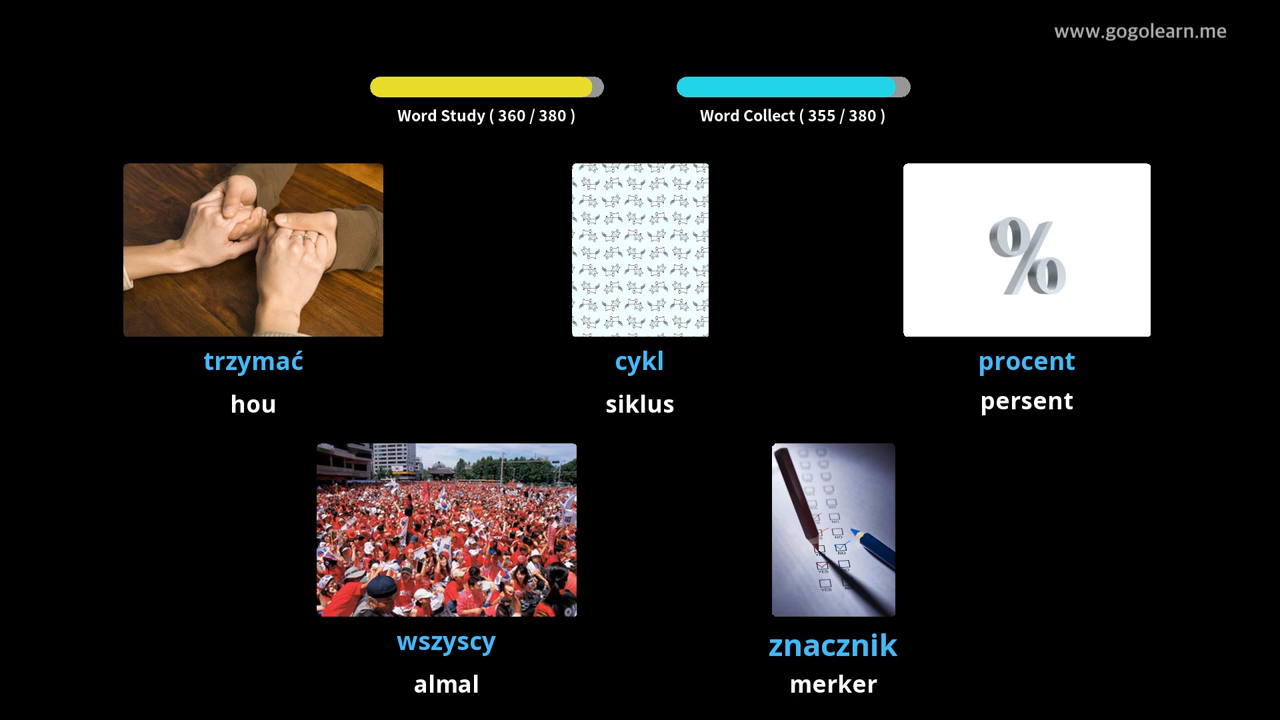 www.gogolearn.me
Word Study ( 360 / 380 )
Word Collect ( 355 / 380 )
trzymać
hou
cykl
siklus
%
procent
persent
wszyscy
almal
znacznik
merker